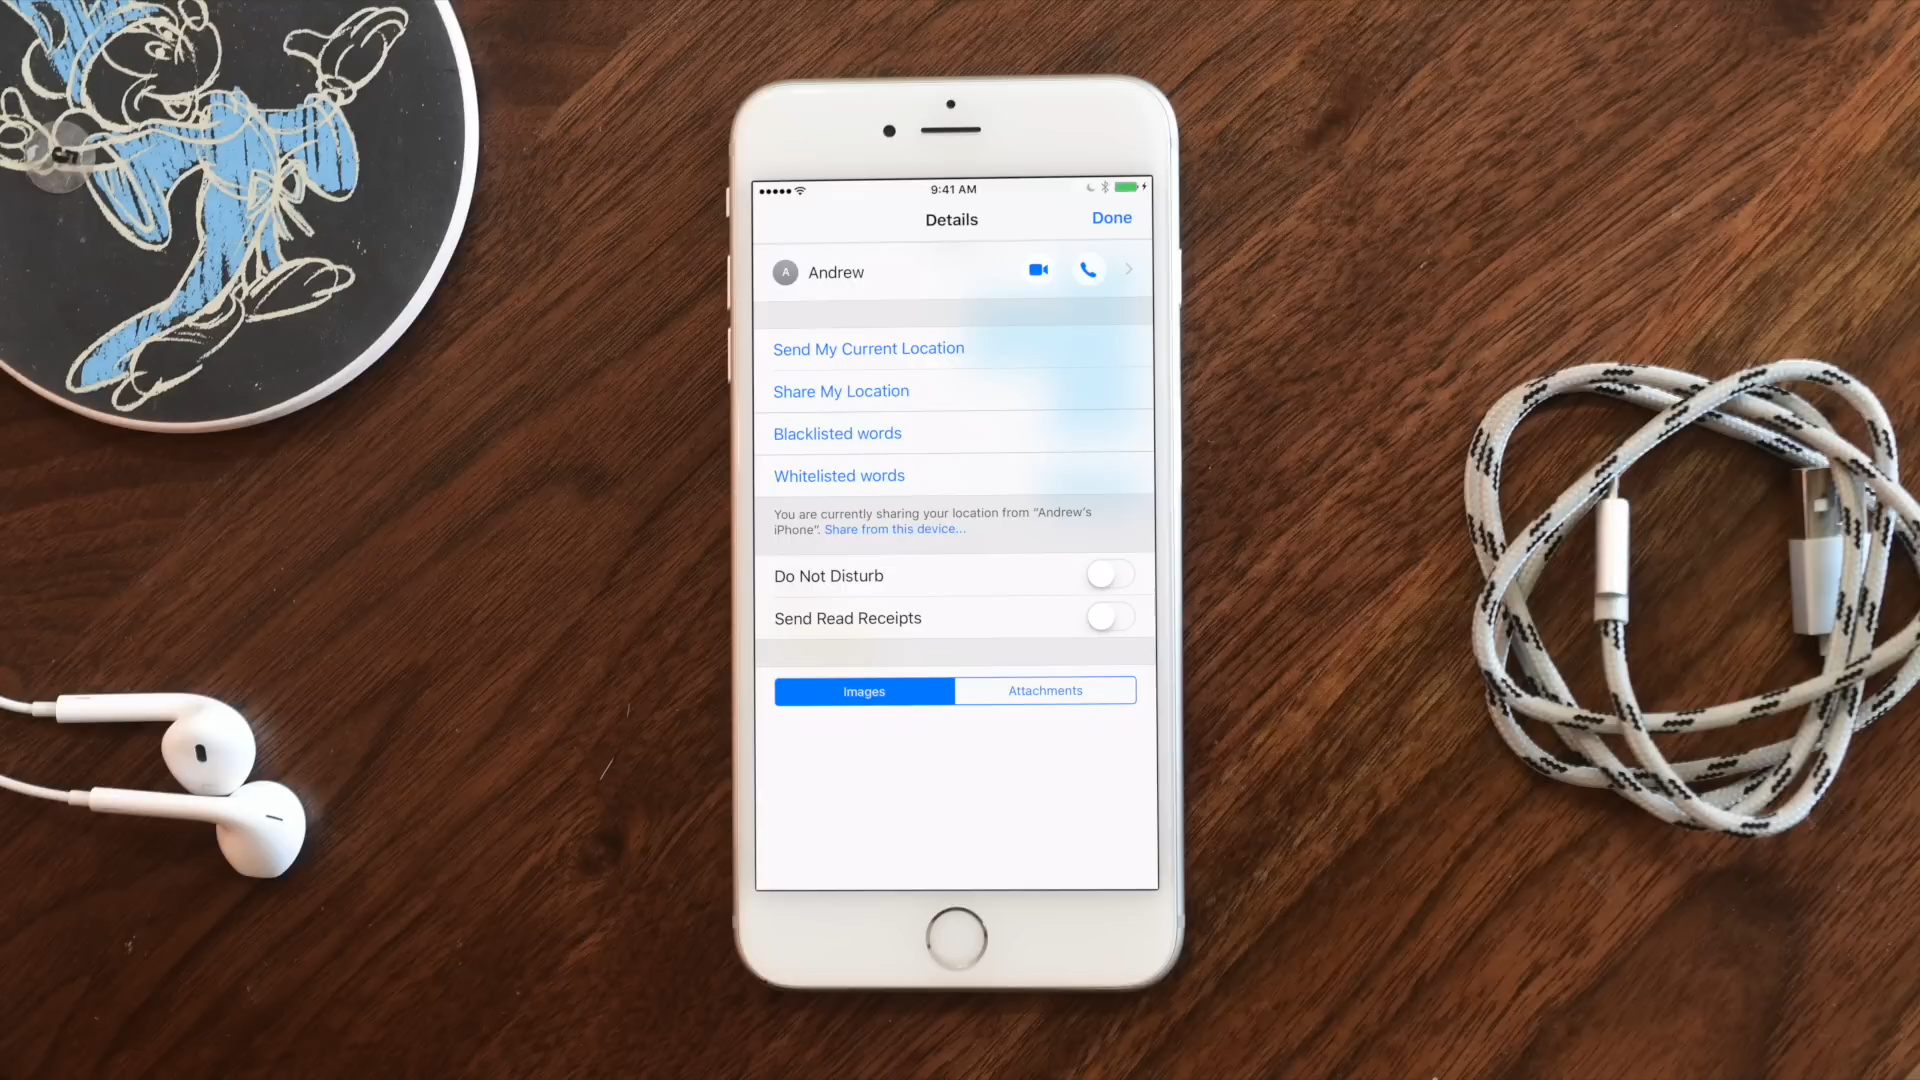 9:41 AM
Details
Done
A
Andrew
Send My Current Location
Share My Location
Blacklisted words
Whitelisted words
You are currently sharing your location from “Andrew’s
iPhone”. Share from this device...
Do Not Disturb
Send Read Receipts
Images
Attachments